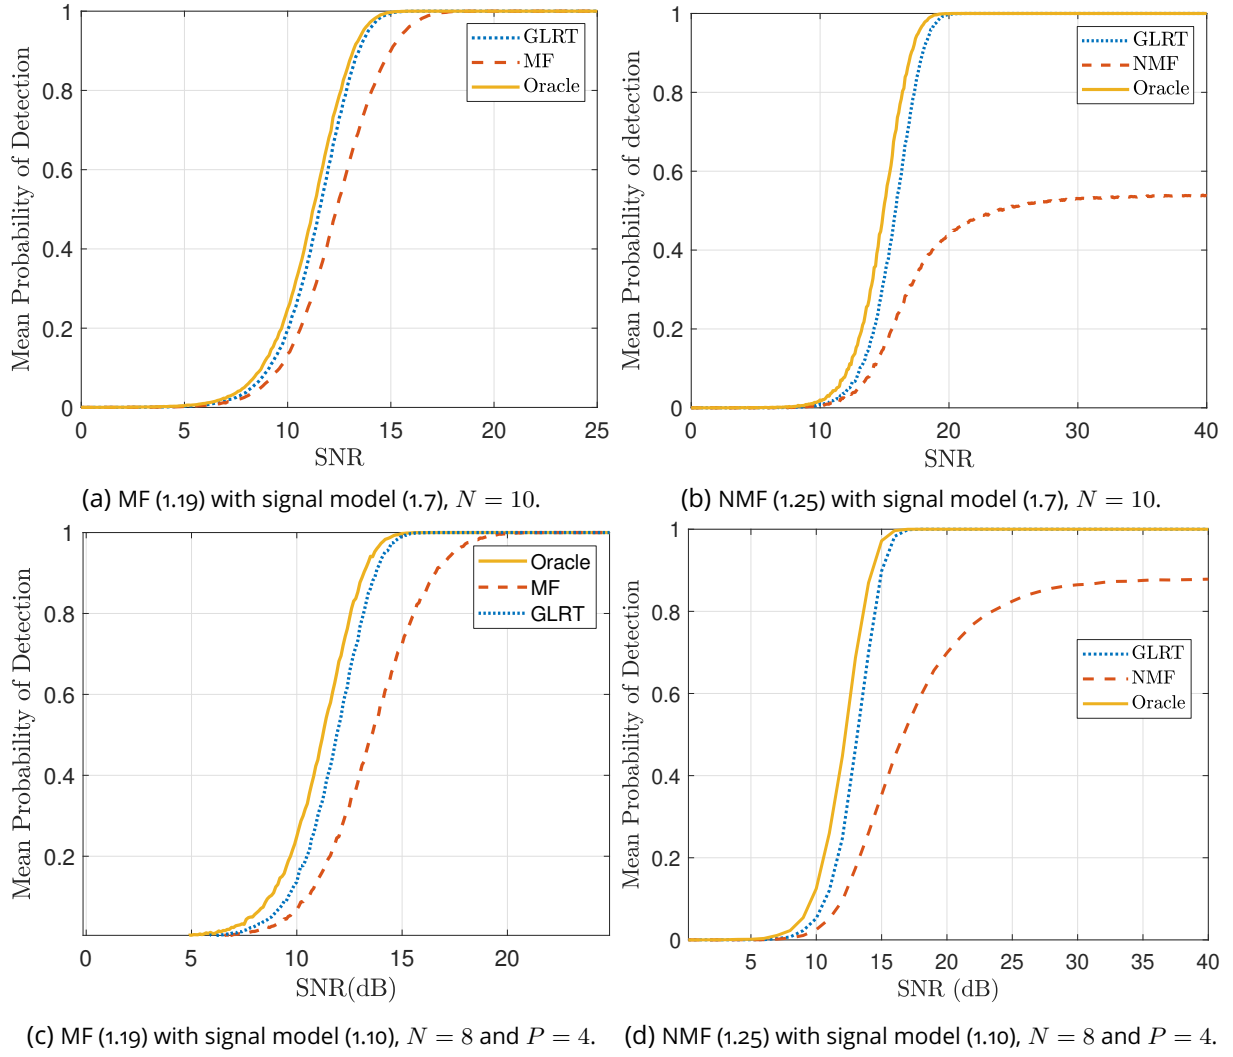 Mean Probability of Detection
1
0.8
0.6
0.4
0.2
0
0
5
10
15
20
25
SNR
GLRT
MF
Oracle
(a) MF (1.19) with signal model (1.7), N = 10.
Mean Probability of detection
1
0.8
0.6
0.4
0.2
0
0
10
20
30
40
SNR
GLRT
NMF
Oracle
(b) NMF (1.25) with signal model (1.7), N = 10.
Mean Probability of Detection
1
0.8
0.6
0.4
0.2
0
5
10
15
20
SNR(dB)
Oracle
MF
GLRT
(c) MF (1.19) with signal model (1.10), N = 8 and P = 4.
Mean Probability of Detection
1
0.8
0.6
0.4
0.2
0
5
10
15
20
25
30
35
40
SNR (dB)
GLRT
NMF
Oracle
(d) NMF (1.25) with signal model (1.10), N = 8 and P = 4.